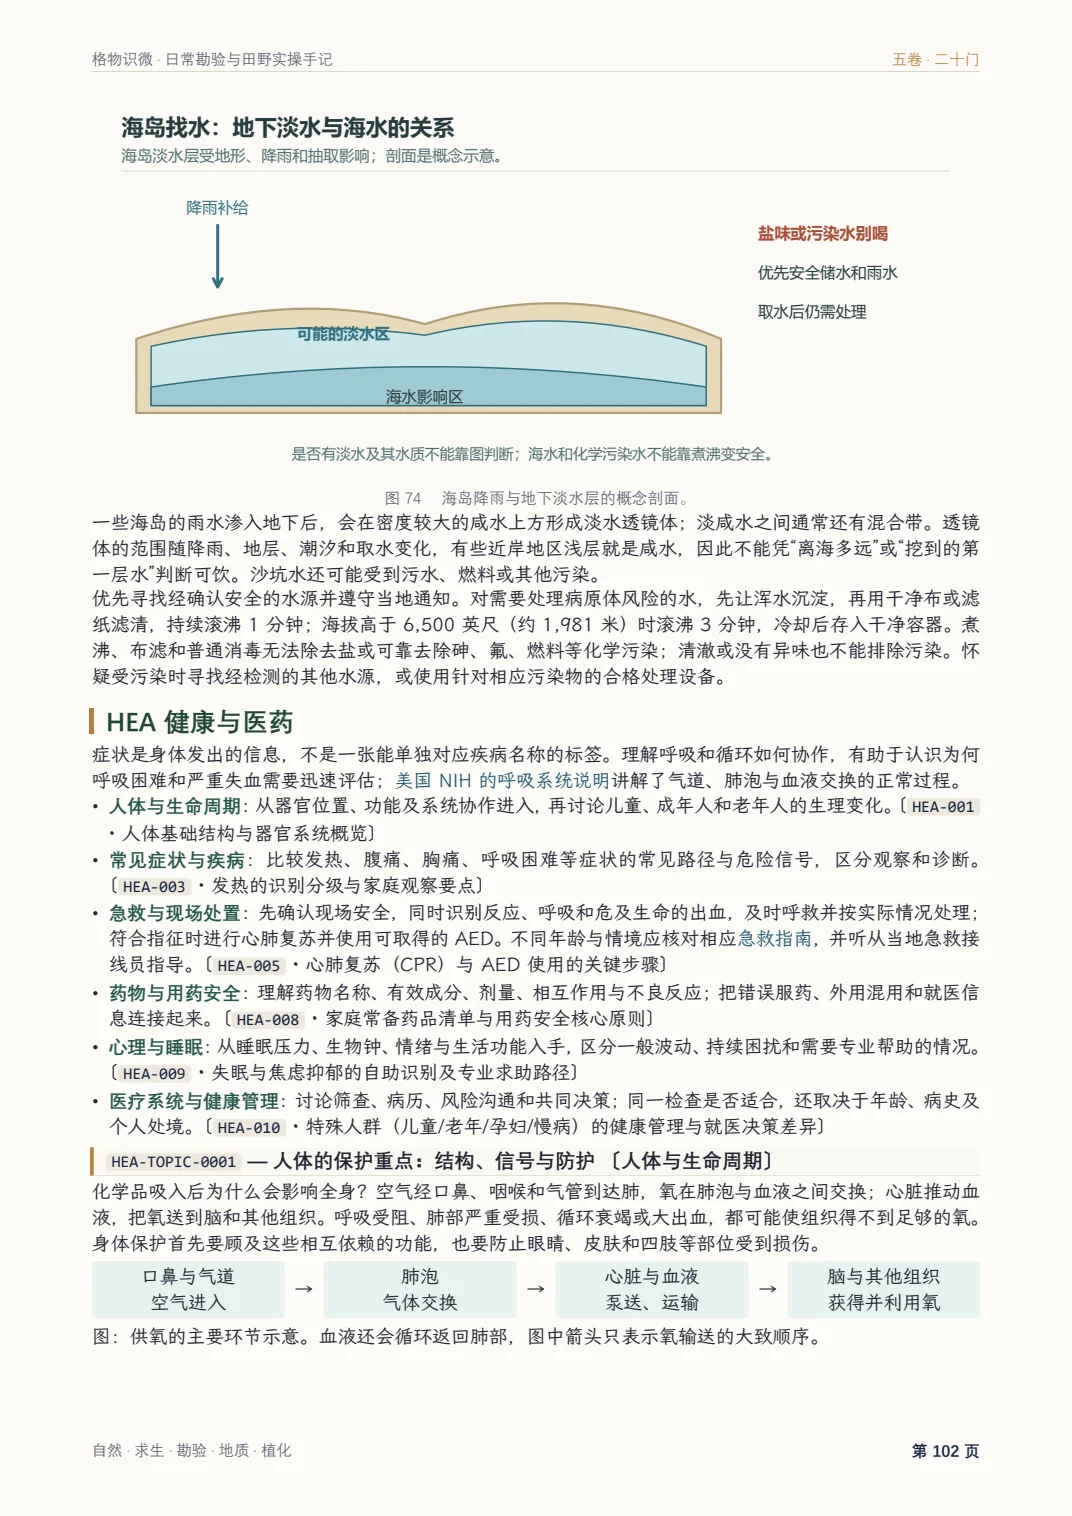 格物识微 · 日常勘验与田野实操手记
五卷 · 二十门
海岛找水：地下淡水与海水的关系
海岛淡水层受地形、降雨和抽取影响；剖面是概念示意。
降雨补给
盐味或污染水别喝
优先安全储水和雨水
取水后仍需处理
可能的淡水区
海水影响区
是否有淡水及其水质不能靠图判断；海水和化学污染水不能靠煮沸变安全。
图 74 海岛降雨与地下淡水层的概念剖面。
一些海岛的雨水渗入地下后，会在密度较大的咸水上方形成淡水透镜体；淡咸水之间通常还有混合带。透镜
体的范围随降雨、地层、潮汐和取水变化，有些近岸地区浅层就是咸水，因此不能凭“离海多远”或“挖到的第
一层水”判断可饮。沙坑水还可能受到污水、燃料或其他污染。
优先寻找经确认安全的水源并遵守当地通知。对需要处理病原体风险的水，先让浑水沉淀，再用干净布或滤
纸滤清，持续滚沸 1 分钟；海拔高于 6,500 英尺（约 1,981 米）时滚沸 3 分钟，冷却后存入干净容器。煮
沸、布滤和普通消毒无法除去盐或可靠去除砷、氟、燃料等化学污染；清澈或没有异味也不能排除污染。怀
疑受污染时寻找经检测的其他水源，或使用针对相应污染物的合格处理设备。
HEA 健康与医药
症状是身体发出的信息，不是一张能单独对应疾病名称的标签。理解呼吸和循环如何协作，有助于认识为何
呼吸困难和严重失血需要迅速评估；美国 NIH 的呼吸系统说明讲解了气道、肺泡与血液交换的正常过程。
• 人体与生命周期：从器官位置、功能及系统协作进入，再讨论儿童、成年人和老年人的生理变化。〔HEA-001
・人体基础结构与器官系统概览〕
• 常见症状与疾病：比较发热、腹痛、胸痛、呼吸困难等症状的常见路径与危险信号，区分观察和诊断。
〔HEA-003・发热的识别分级与家庭观察要点〕
• 急救与现场处置：先确认现场安全，同时识别反应、呼吸和危及生命的出血，及时呼救并按实际情况处理；
符合指征时进行心肺复苏并使用可取得的 AED。不同年龄与情境应核对相应急救指南，并听从当地急救接
线员指导。〔HEA-005・心肺复苏（CPR）与 AED 使用的关键步骤〕
• 药物与用药安全：理解药物名称、有效成分、剂量、相互作用与不良反应；把错误服药、外用混用和就医信
息连接起来。〔HEA-008・家庭常备药品清单与用药安全核心原则〕
• 心理与睡眠：从睡眠压力、生物钟、情绪与生活功能入手，区分一般波动、持续困扰和需要专业帮助的情况。
〔HEA-009・失眠与焦虑抑郁的自助识别及专业求助路径〕
• 医疗系统与健康管理：讨论筛查、病历、风险沟通和共同决策；同一检查是否适合，还取决于年龄、病史及
个人处境。〔HEA-010・特殊人群（儿童/老年/孕妇/慢病）的健康管理与就医决策差异〕
HEA-TOPIC-0001 — 人体的保护重点：结构、信号与防护 〔人体与生命周期〕
化学品吸入后为什么会影响全身？空气经口鼻、咽喉和气管到达肺，氧在肺泡与血液之间交换；心脏推动血
液，把氧送到脑和其他组织。呼吸受阻、肺部严重受损、循环衰竭或大出血，都可能使组织得不到足够的氧。
身体保护首先要顾及这些相互依赖的功能，也要防止眼睛、皮肤和四肢等部位受到损伤。
口鼻与气道
空气进入
→
肺泡
气体交换
→
心脏与血液
泵送、运输
→
脑与其他组织
获得并利用氧
图：供氧的主要环节示意。血液还会循环返回肺部，图中箭头只表示氧输送的大致顺序。
自然 · 求生 · 勘验 · 地质 · 植化
第 102 页